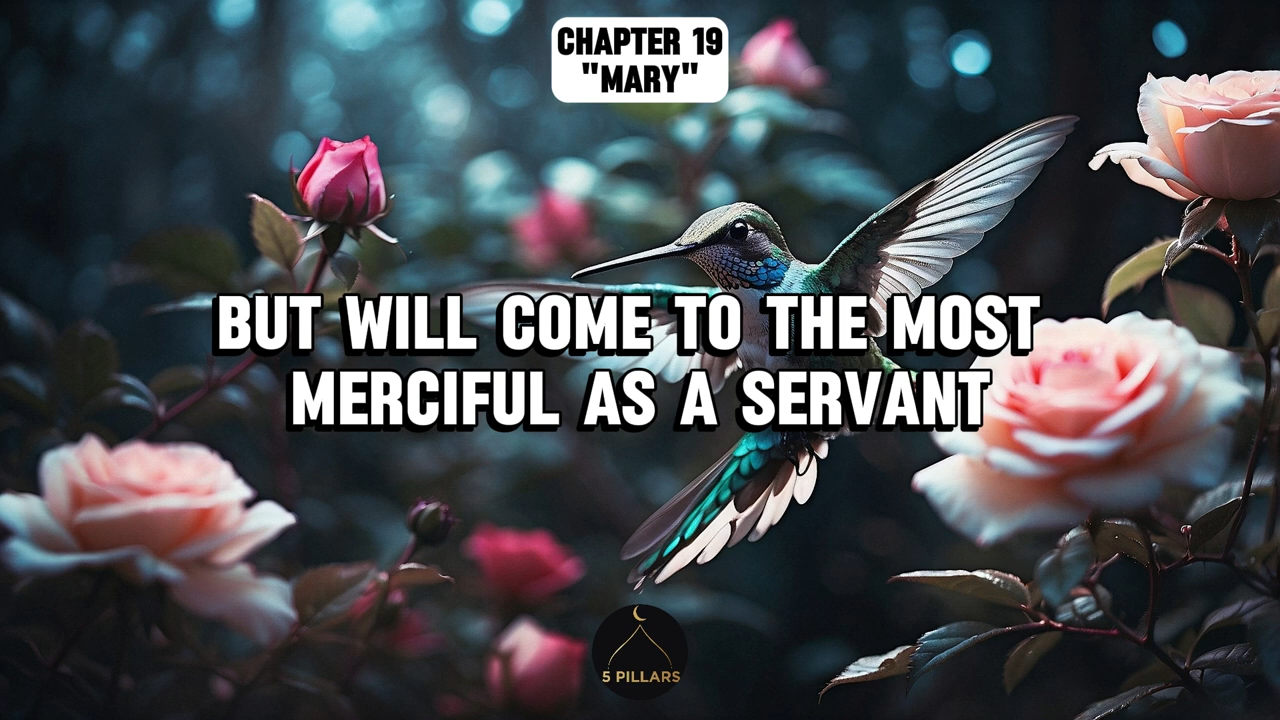 CHAPTER 19
"MARY"
BUT WILL COME TO THE MOST
MERCIFUL AS A SERVANT
5 PILLARS